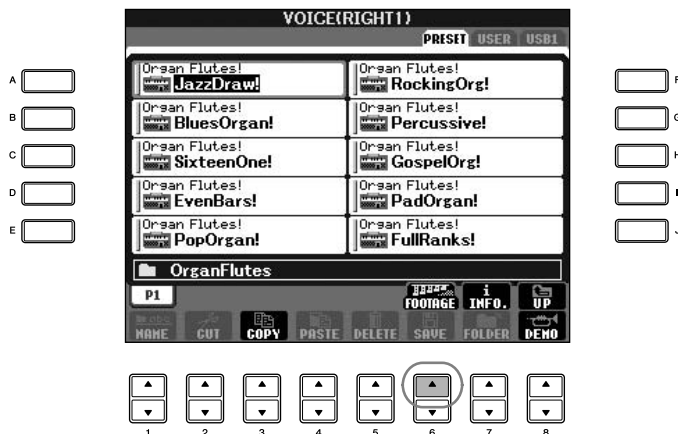 VOICE(RIGHT1)
PRESET USER USB1
A
Organ Flutes!
JazzDraw!
Organ Flutes!
RockingOrg!
F
B
Organ Flutes!
BluesOrgan!
Organ Flutes!
Percussive!
G
C
Organ Flutes!
SixteenOne!
Organ Flutes!
GospelOrg!
H
D
Organ Flutes!
EvenBars!
Organ Flutes!
PadOrgan!
I
E
Organ Flutes!
PopOrgan!
Organ Flutes!
FullRanks!
J
OrganFlutes
P1 FOOTAGE INFO. UP
NAME CUT COPY PASTE DELETE SAVE FOLDER DEMO
1 2 3 4 5 6 7 8